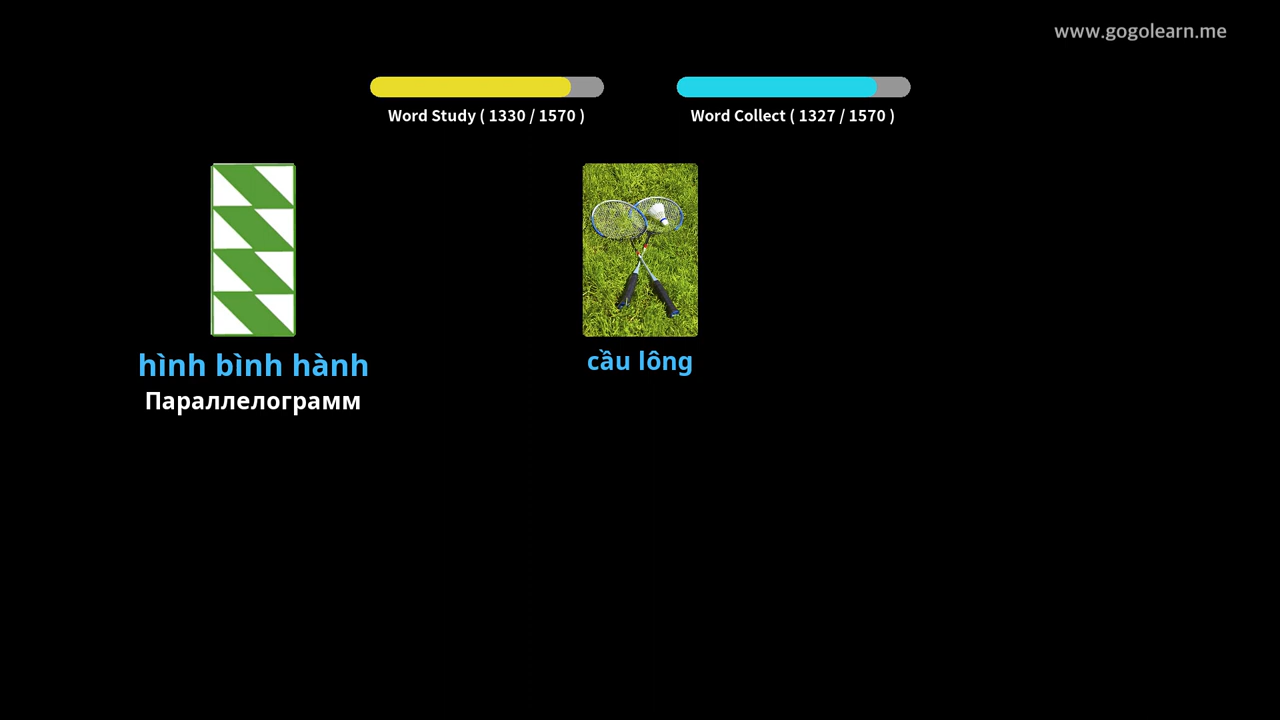 www.gogolearn.me
Word Study ( 1330 / 1570 )
Word Collect ( 1327 / 1570 )
hình bình hành
Параллелограмм
cầu lông